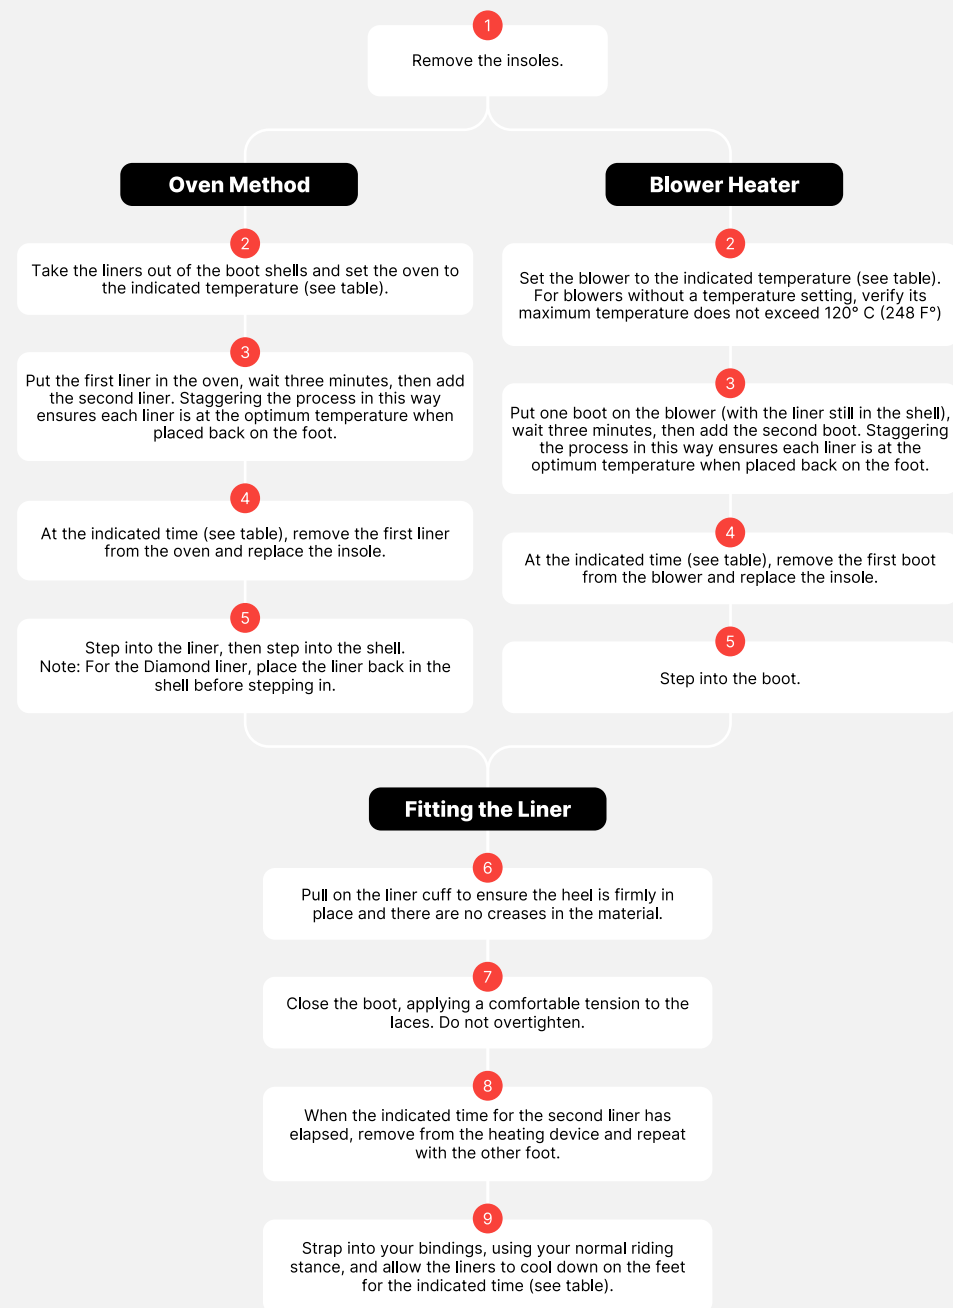 1
Remove the insoles.
Oven Method
2
Take the liners out of the boot shells and set the oven to
the indicated temperature (see table).
3
Put the first liner in the oven, wait three minutes, then add
the second liner. Staggering the process in this way
ensures each liner is at the optimum temperature when
placed back on the foot.
4
At the indicated time (see table), remove the first liner
from the oven and replace the insole.
5
Step into the liner, then step into the shell.
Note: For the Diamond liner, place the liner back in the
shell before stepping in.
Blower Heater
2
Set the blower to the indicated temperature (see table).
For blowers without a temperature setting, verify its
maximum temperature does not exceed 120° C (248 F°)
3
Put one boot on the blower (with the liner still in the shell),
wait three minutes, then add the second boot. Staggering
the process in this way ensures each liner is at the
optimum temperature when placed back on the foot.
4
At the indicated time (see table), remove the first boot
from the blower and replace the insole.
5
Step into the boot.
Fitting the Liner
6
Pull on the liner cuff to ensure the heel is firmly in
place and there are no creases in the material.
7
Close the boot, applying a comfortable tension to the
laces. Do not overtighten.
8
When the indicated time for the second liner has
elapsed, remove from the heating device and repeat
with the other foot.
9
Strap into your bindings, using your normal riding
stance, and allow the liners to cool down on the feet
for the indicated time (see table).